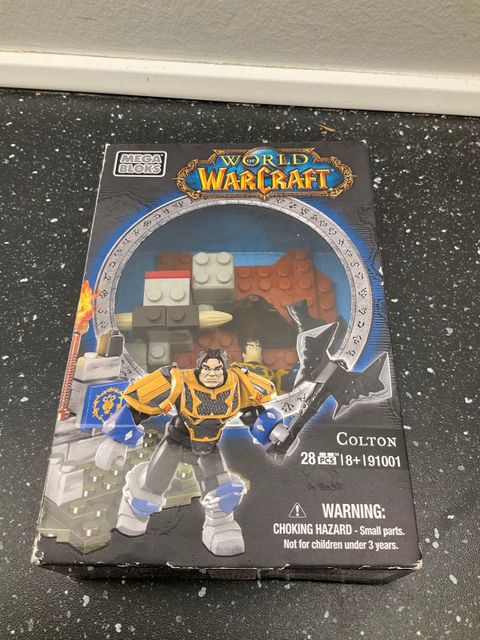 MEGA
BLOKS
WORLD
OF
WARCRAFT
COLTON
28 PCS | 8+ | 91001
WARNING:
CHOKING HAZARD - Small parts.
Not for children under 3 years.